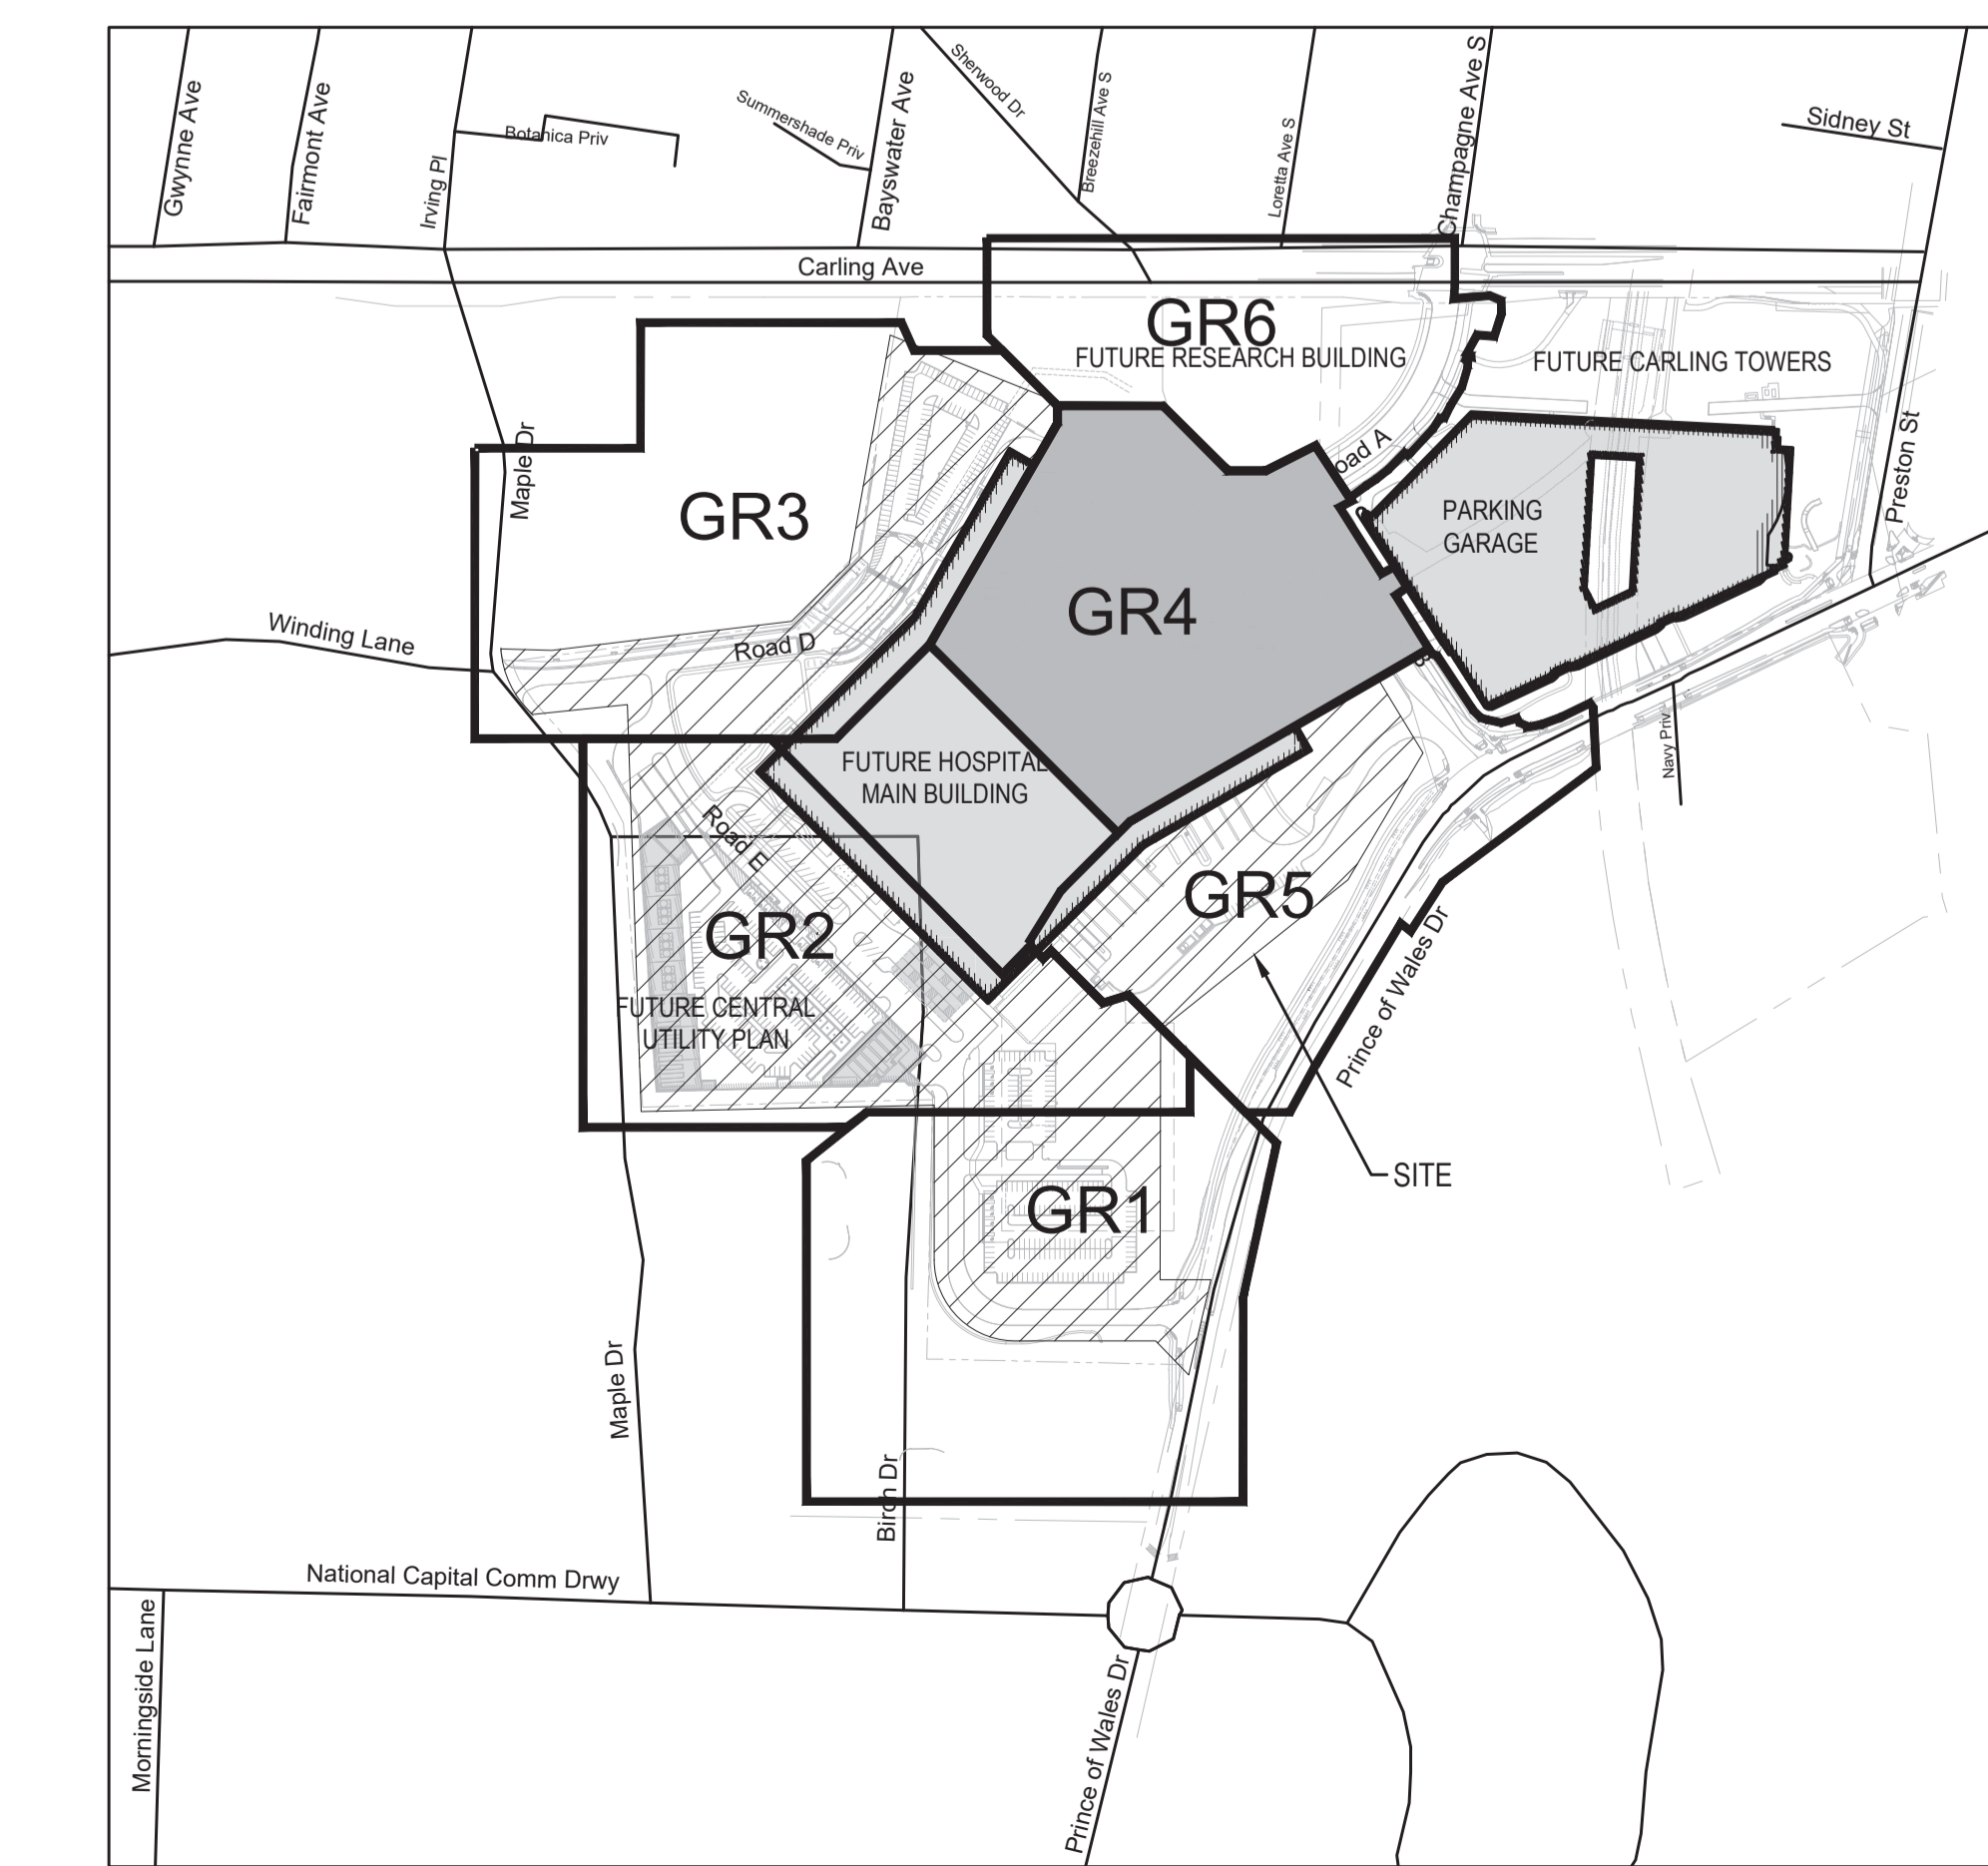 Gwynne Ave
Fairmont Ave
Irving Pl
Botanica Priv
Summershade Priv
Bayswater Ave
Sherwood Dr
Breezehill Ave S
Loretta Ave S
Champagne Ave S
Sidney St
Carling Ave
GR6
FUTURE RESEARCH BUILDING
FUTURE CARLING TOWERS
Maple Dr
oad A
Preston St
GR3
PARKING
GARAGE
GR4
Winding Lane
Road D
FUTURE HOSPITAL
MAIN BUILDING
Navy Priv
Road E
GR5
GR2
FUTURE CENTRAL
UTILITY PLAN
Prince of Wales Dr
SITE
GR1
Maple Dr
Birch Dr
National Capital Comm Drwy
Morningside Lane
Prince of Wales Dr